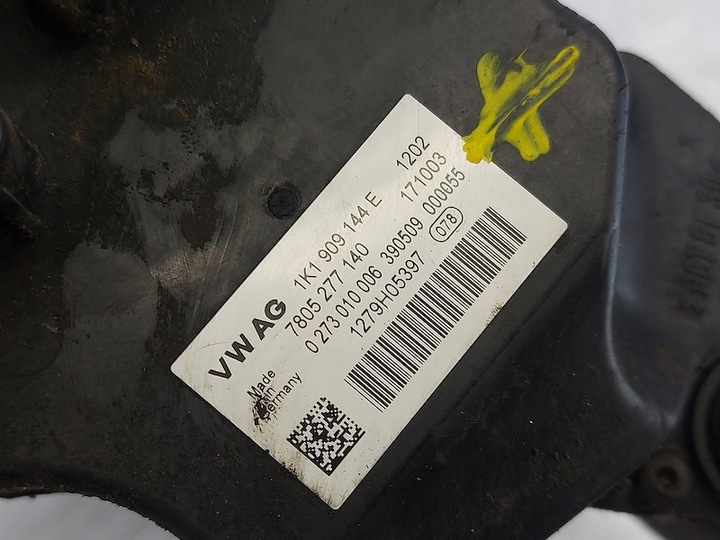 VW AG 1K1 909 144 E 1202
7805 277 140 171003
0 273 010 006 390509 000055
1279H05397 078
Made
in
Germany